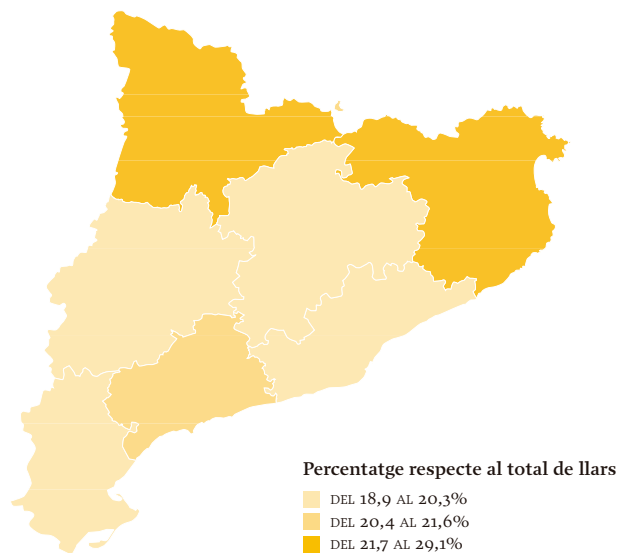 Percentatge respecte al total de llars
DEL 18,9 AL 20,3%
DEL 20,4 AL 21,6%
DEL 21,7 AL 29,1%